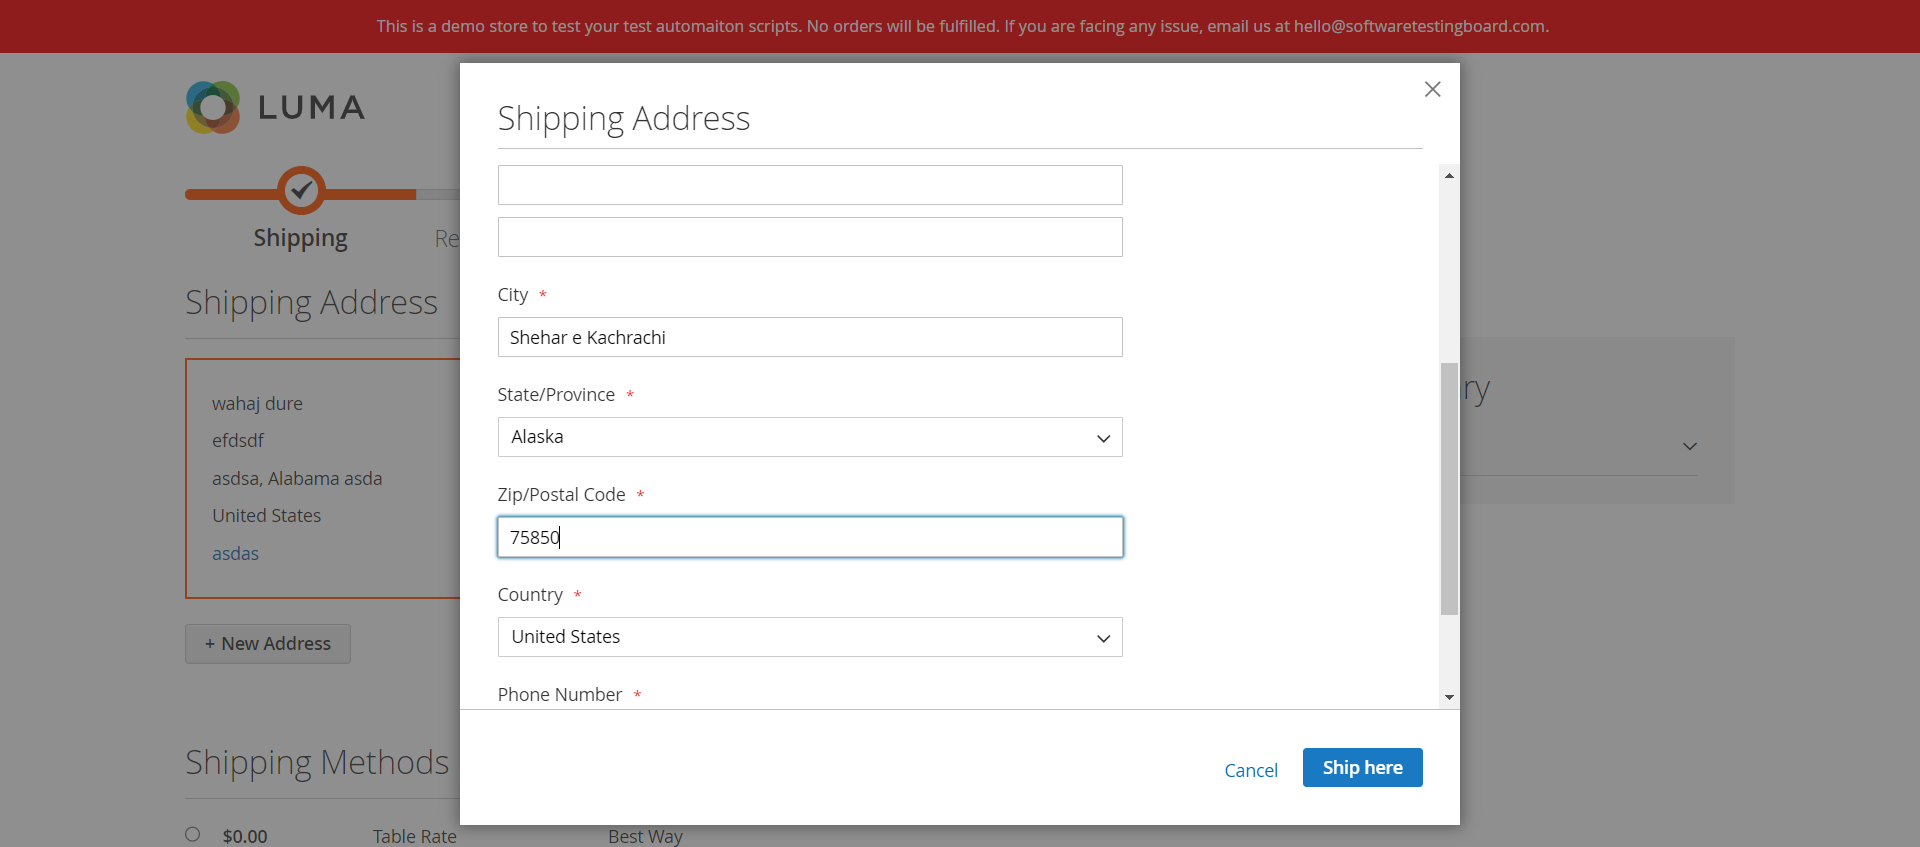 This is a demo store to test your test automaiton scripts. No orders will be fulfilled. If you are facing any issue, email us at hello@softwaretestingboard.com.
LUMA
Shipping
Re
Shipping Address
wahaj dure
efdsdf
asdsa, Alabama asda
United States
asdas
+ New Address
Shipping Methods
$0.00 Table Rate Best Way
Shipping Address
City *
Shehar e Kachrachi
State/Province *
Alaska
Zip/Postal Code *
75850
Country *
United States
Phone Number *
Cancel Ship here
ry